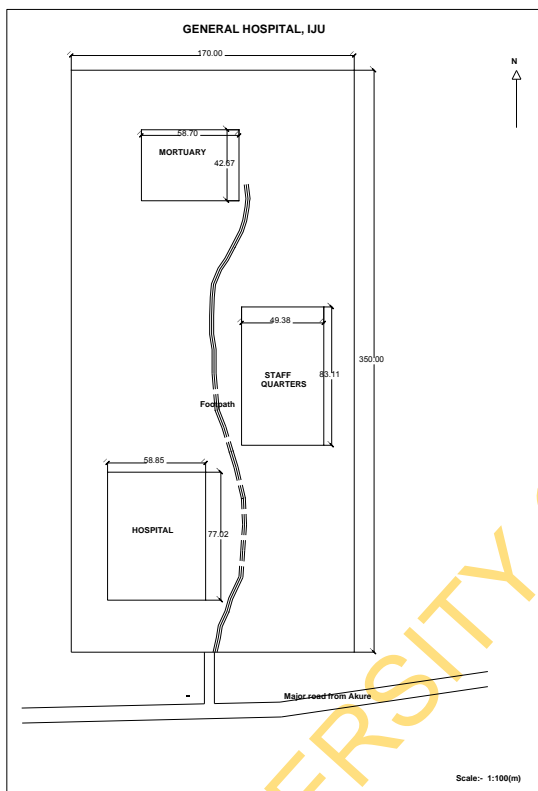 GENERAL HOSPITAL, IJU
170.00
N
58.70
MORTUARY
42.67
49.38
350.00
STAFF
QUARTERS
83.11
Footpath
58.85
HOSPITAL
77.02
Major road from Akure
Scale:- 1:100(m)
ERSITY